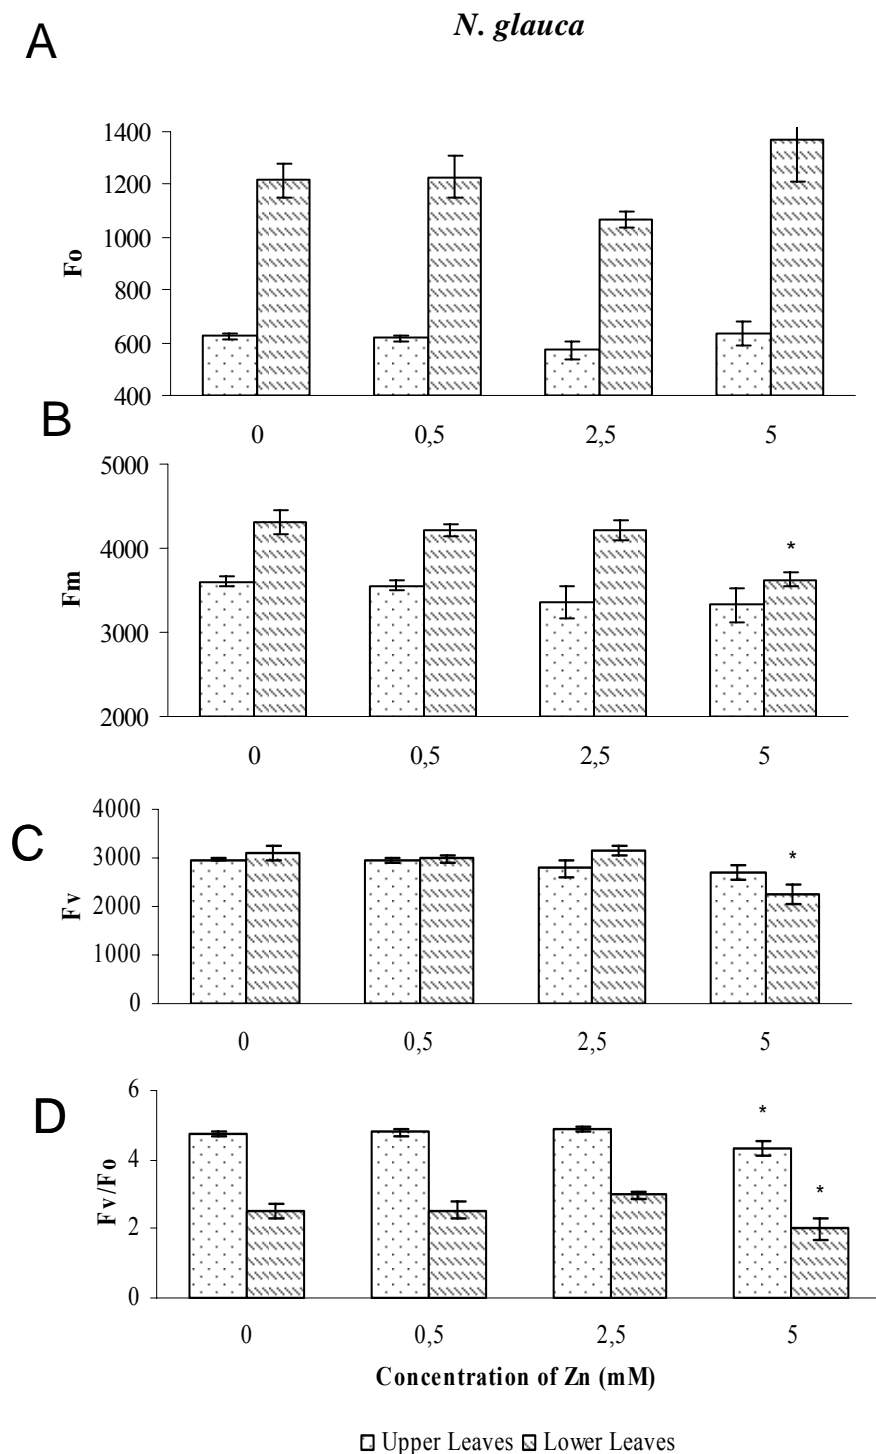 N. glauca
A
1400
1200
1000
800
600
400
Fo
0 0,5 2,5 5
B
5000
4000
3000
2000
Fm
*
0 0,5 2,5 5
C
4000
3000
2000
1000
0
Fv
*
0 0,5 2,5 5
D
6
4
2
0
Fv/Fo
*
*
0 0,5 2,5 5
Concentration of Zn (mM)
Upper Leaves Lower Leaves